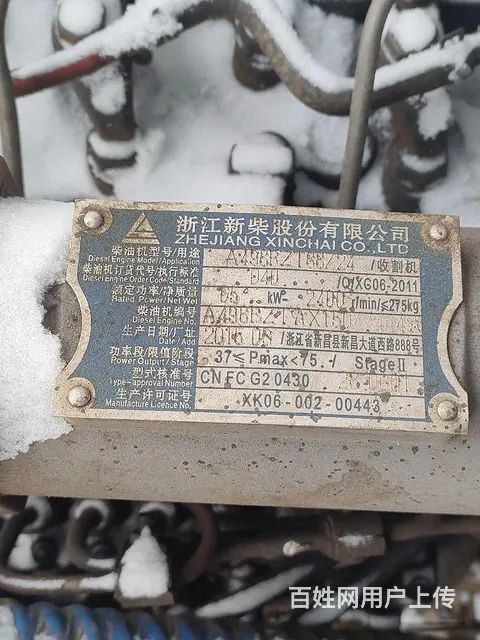 浙江新柴股份有限公司
ZHEJIANG XINCHAI CO.,LTD
柴油机型号/用途 /收割机
Diesel Engine Model/Application
柴油机订货代号/执行标准 Q/YXG06-2011
Diesel Engine Order Code/Standard
额定功率/净质量 65 kW- 2400 r/min/≤275kg
Rated Power/Net Wei
柴油机编号
Diesel Engine No.
生产日期/厂址 /浙江省新昌县新昌大道西路888号
Date / Add
功率段/限值阶段 37≤Pmax<75 / StageⅡ
Power Output / Stage
型式核准号 CN FC G2 0430
Type-approval Number
生产许可证号 XK06-002-00443
Manufacture Licence No.
百姓网用户上传